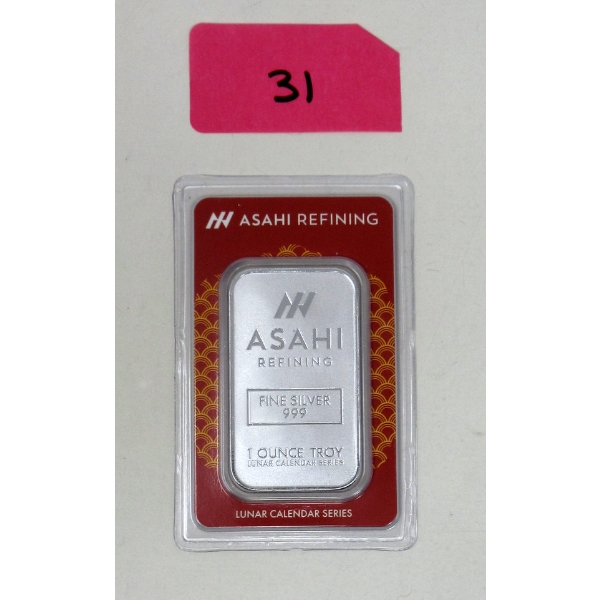 31
ASAHI REFINING
ASAHI
REFINING
FINE SILVER
999
1 OUNCE TROY
LUNAR CALENDAR SERIES
LUNAR CALENDAR SERIES